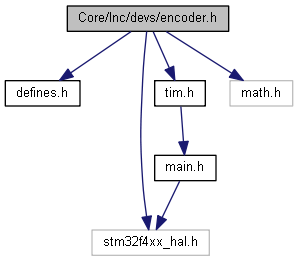 Core/Inc/devs/encoder.h
defines.h
tim.h
math.h
main.h
stm32f4xx_hal.h